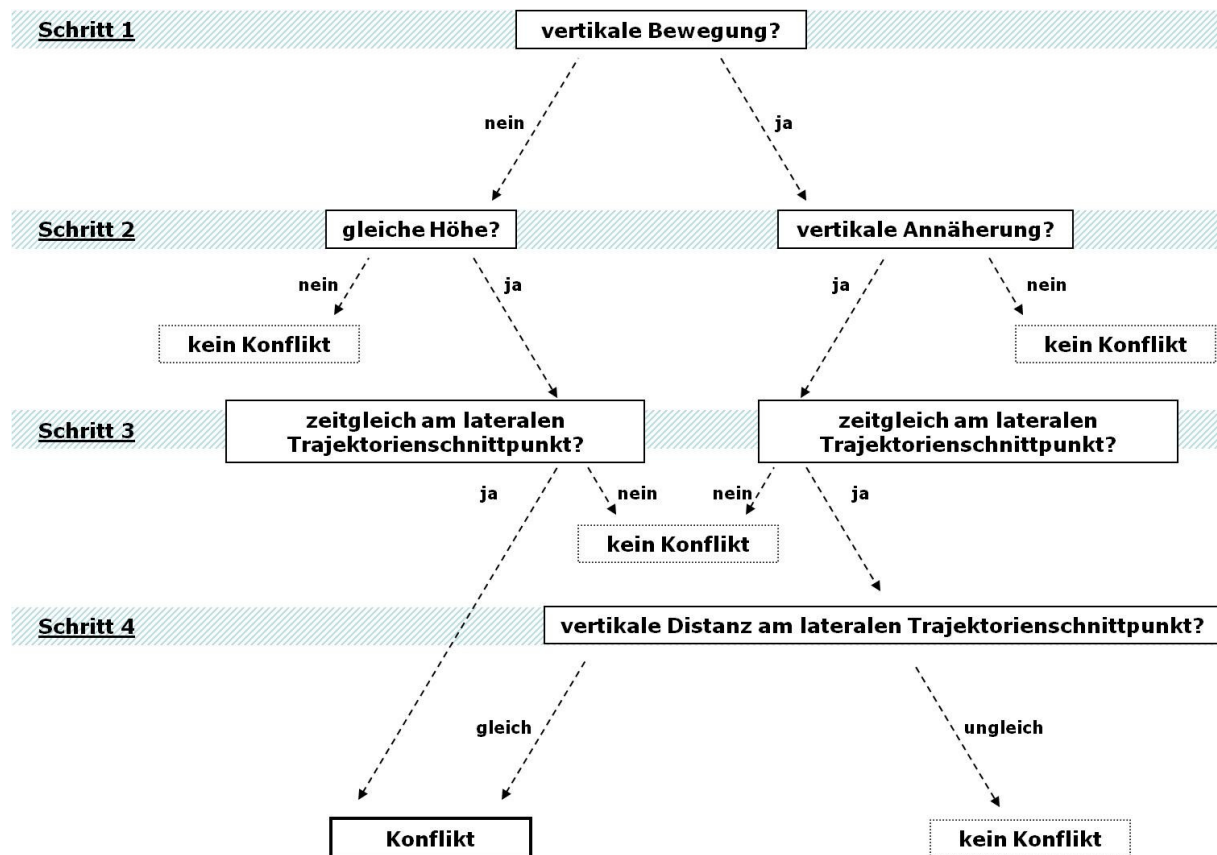 Schritt 1
vertikale Bewegung?
nein
ja
Schritt 2
gleiche Höhe?
vertikale Annäherung?
nein
ja
ja
nein
kein Konflikt
kein Konflikt
Schritt 3
zeitgleich am lateralen
Trajektorienschnittpunkt?
zeitgleich am lateralen
Trajektorienschnittpunkt?
ja
nein
nein
ja
kein Konflikt
Schritt 4
vertikale Distanz am lateralen Trajektorienschnittpunkt?
gleich
ungleich
Konflikt
kein Konflikt